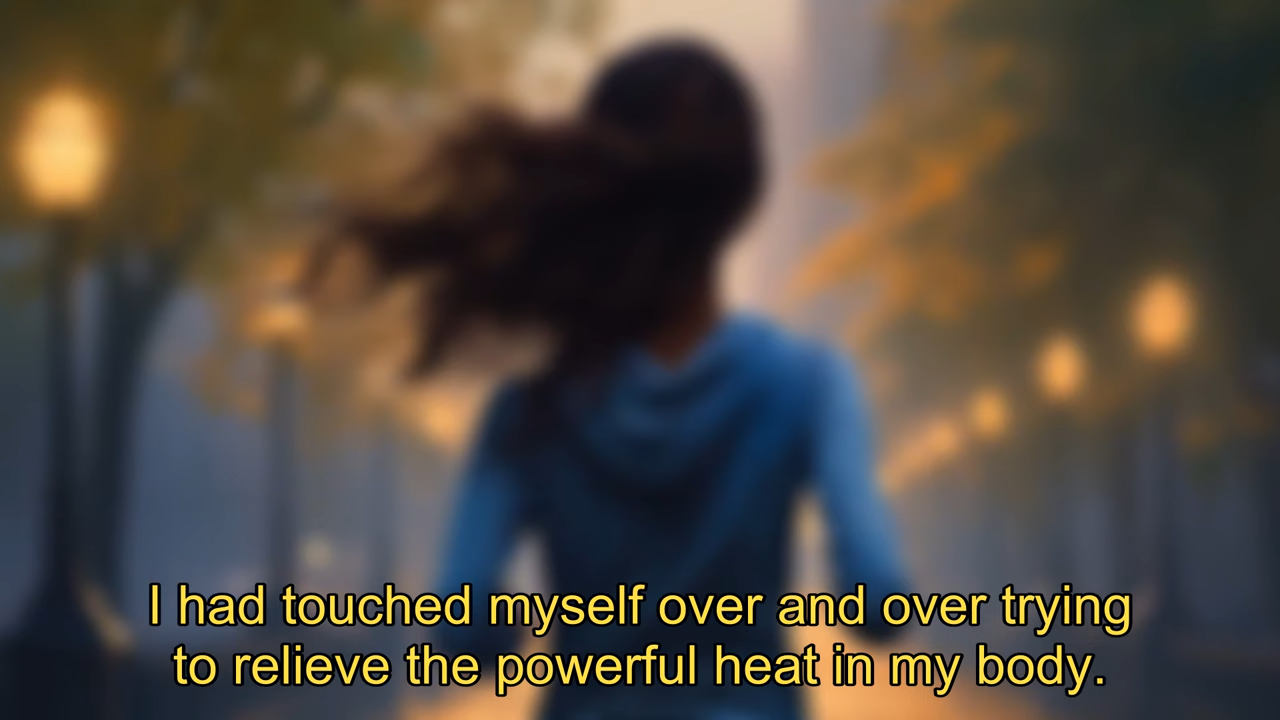 I had touched myself over and over trying
to relieve the powerful heat in my body.